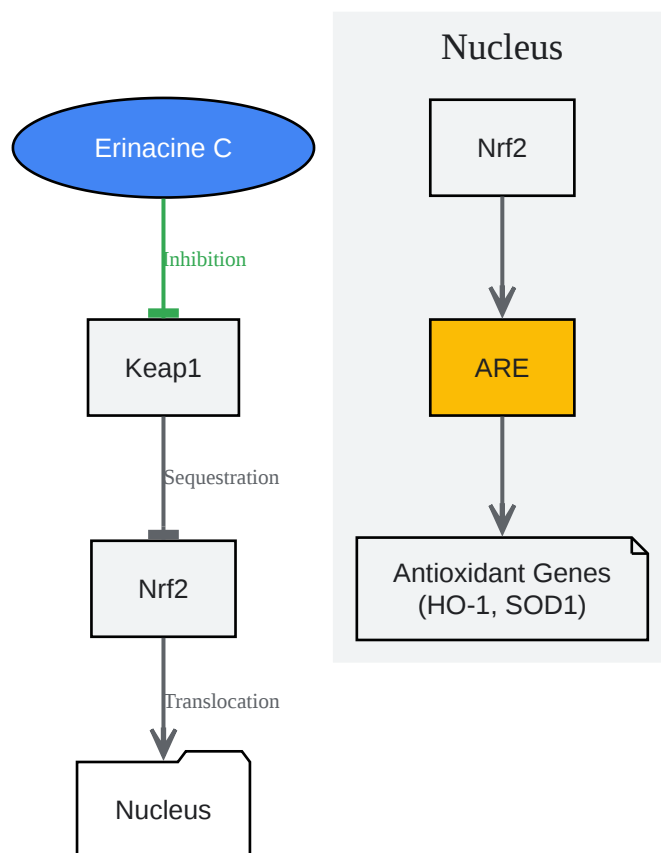 Erinacine C
Inhibition
Keap1
Sequestration
Nrf2
Translocation
Nucleus
Nucleus
Nrf2
ARE
Antioxidant Genes
(HO-1, SOD1)